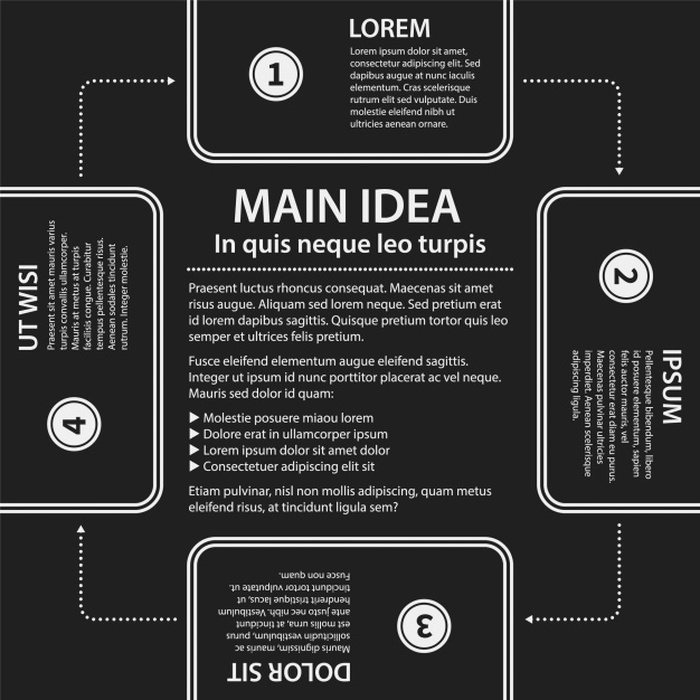 1
LOREM
Lorem ipsum dolor sit amet,
consectetur adipiscing elit. Sed
dapibus augue at nunc iaculis
elementum. Cras scelerisque
rutrum elit sed vulputate. Duis
molestie eleifend nibh ut
ultricies aenean ornare.
MAIN IDEA
In quis neque leo turpis
Praesent luctus rhoncus consequat. Maecenas sit amet
risus augue. Aliquam sed lorem neque. Sed pretium erat
id lorem dapibus sagittis. Quisque pretium tortor quis leo
semper et ultrices felis pretium.
Fusce eleifend elementum augue eleifend sagittis.
Integer ut ipsum id nunc porttitor placerat ac vel neque.
Mauris sed dolor id quam:
▶ Molestie posuere miaou lorem
▶ Dolore erat in ullamcorper ipsum
▶ Lorem ipsum dolor sit amet dolor
▶ Consectetuer adipiscing elit sit
Etiam pulvinar, nisl non mollis adipiscing, quam metus
eleifend risus, at tincidunt ligula sem?
2
IPSUM
Pellentesque bibendum, libero
id posuere elementum, sapien
felis auctor mauris, vel
consectetur erat diam eu purus.
Maecenas pulvinar ultricies
imperdiet. Aenean scelerisque
adipiscing ligula.
3
DOLOR SIT
Mauris dignissim, mauris ac
sollicitudin vestibulum, purus
est mollis urna, at tincidunt
ante justo nec nibh. Vestibulum
hendrerit tristique lacus, ut
tincidunt tortor vulputate ut.
Fusce non quam.
4
UT WISI
Praesent sit amet mauris varius
turpis convallis ullamcorper.
Mauris at metus at turpis
facilisis congue. Curabitur
tempus pellentesque risus.
Aenean sodales tincidunt
rutrum. Integer molestie.